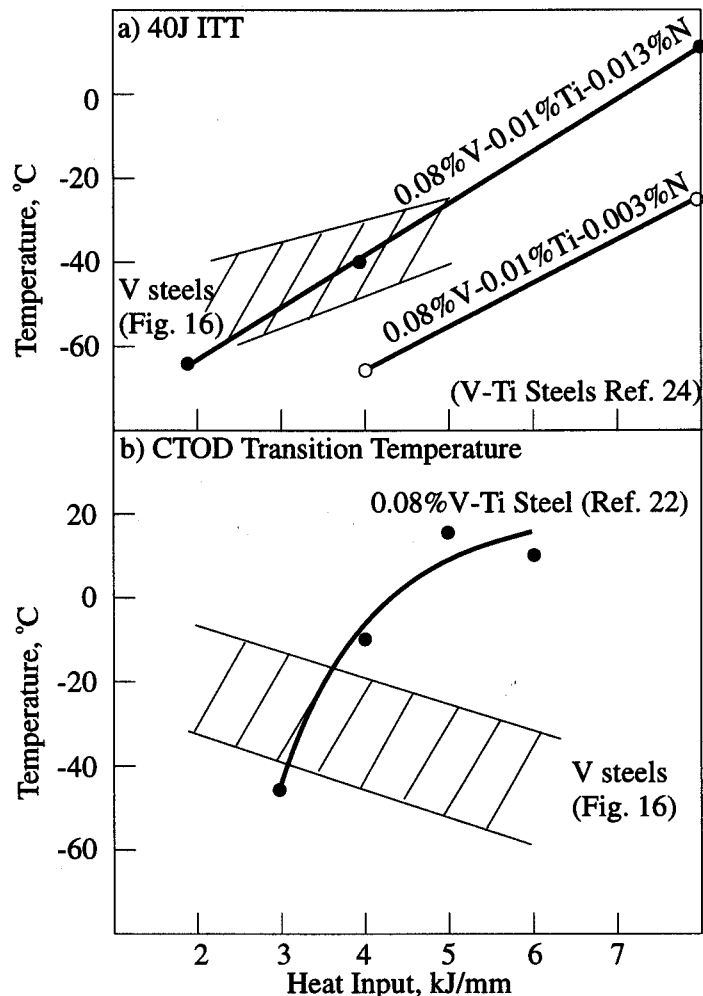 a) 40J ITT
0.08%V-0.01%Ti-0.013%N
0.08%V-0.01%Ti-0.003%N
V steels
(Fig. 16)
(V-Ti Steels Ref. 24)
Temperature, °C
0
-20
-40
-60
b) CTOD Transition Temperature
0.08%V-Ti Steel (Ref. 22)
V steels
(Fig. 16)
Temperature, °C
20
0
-20
-40
-60
2 3 4 5 6 7
Heat Input, kJ/mm